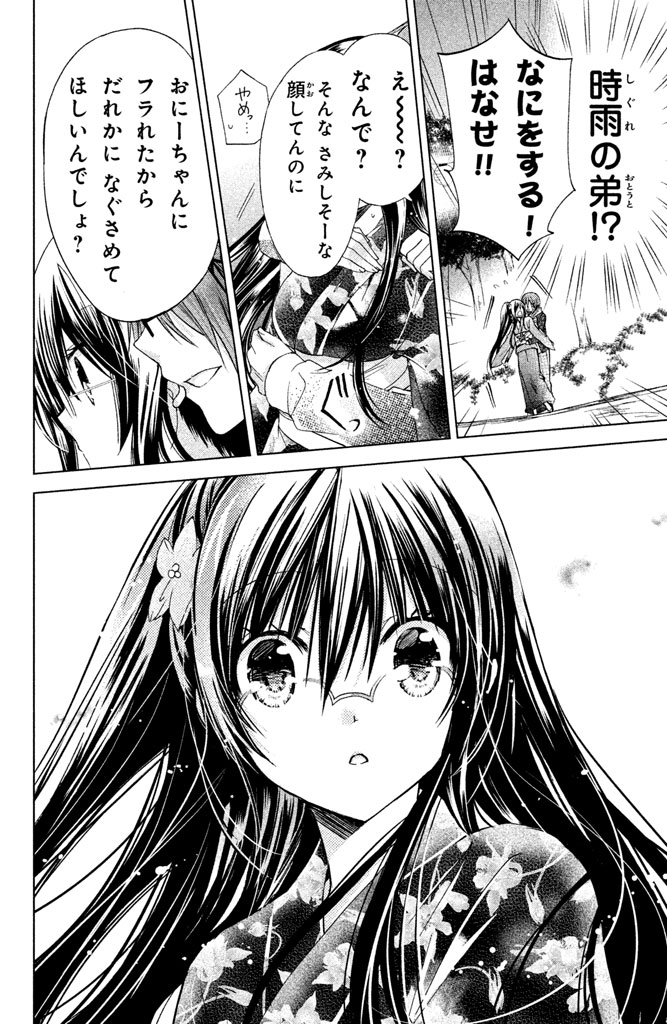 時雨の弟!?
なにをする!
はなせ!!
え〜〜〜?
なんで?
そんな さみしそーな
顔してんのに
やめっ…
おにーちゃんに
フラれたから
だれかに なぐさめて
ほしいんでしょ?